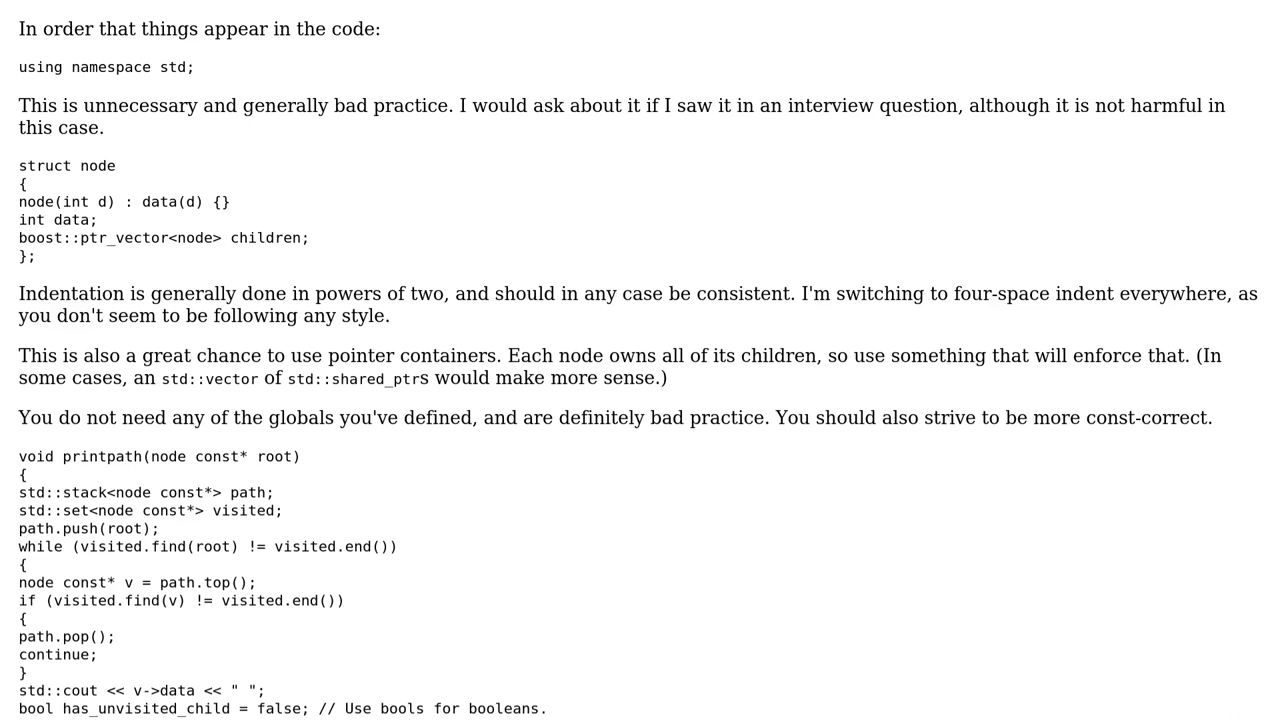 In order that things appear in the code:
using namespace std;
This is unnecessary and generally bad practice. I would ask about it if I saw it in an interview question, although it is not harmful in
this case.
struct node
{
node(int d) : data(d) {}
int data;
boost::ptr_vector<node> children;
};
Indentation is generally done in powers of two, and should in any case be consistent. I'm switching to four-space indent everywhere, as
you don't seem to be following any style.
This is also a great chance to use pointer containers. Each node owns all of its children, so use something that will enforce that. (In
some cases, an std::vector of std::shared_ptrs would make more sense.)
You do not need any of the globals you've defined, and are definitely bad practice. You should also strive to be more const-correct.
void printpath(node const* root)
{
std::stack<node const*> path;
std::set<node const*> visited;
path.push(root);
while (visited.find(root) != visited.end())
{
node const* v = path.top();
if (visited.find(v) != visited.end())
{
path.pop();
continue;
}
std::cout << v->data << " ";
bool has_unvisited_child = false; // Use bools for booleans.